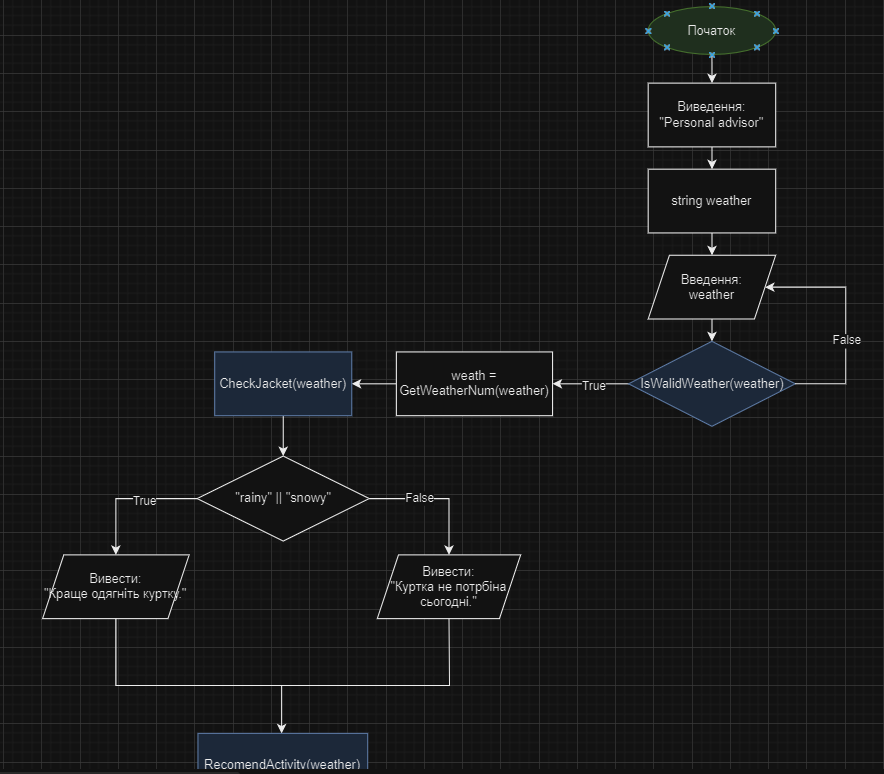 Початок
Виведення:
"Personal advisor"
string weather
Введення:
weather
False
IsWalidWeather(weather)
True
weath =
GetWeatherNum(weather)
CheckJacket(weather)
"rainy" || "snowy"
True
False
Вивести:
"Краще одягніть куртку."
Вивести:
"Куртка не потрбіна
сьогодні."
RecomendActivity(weather)